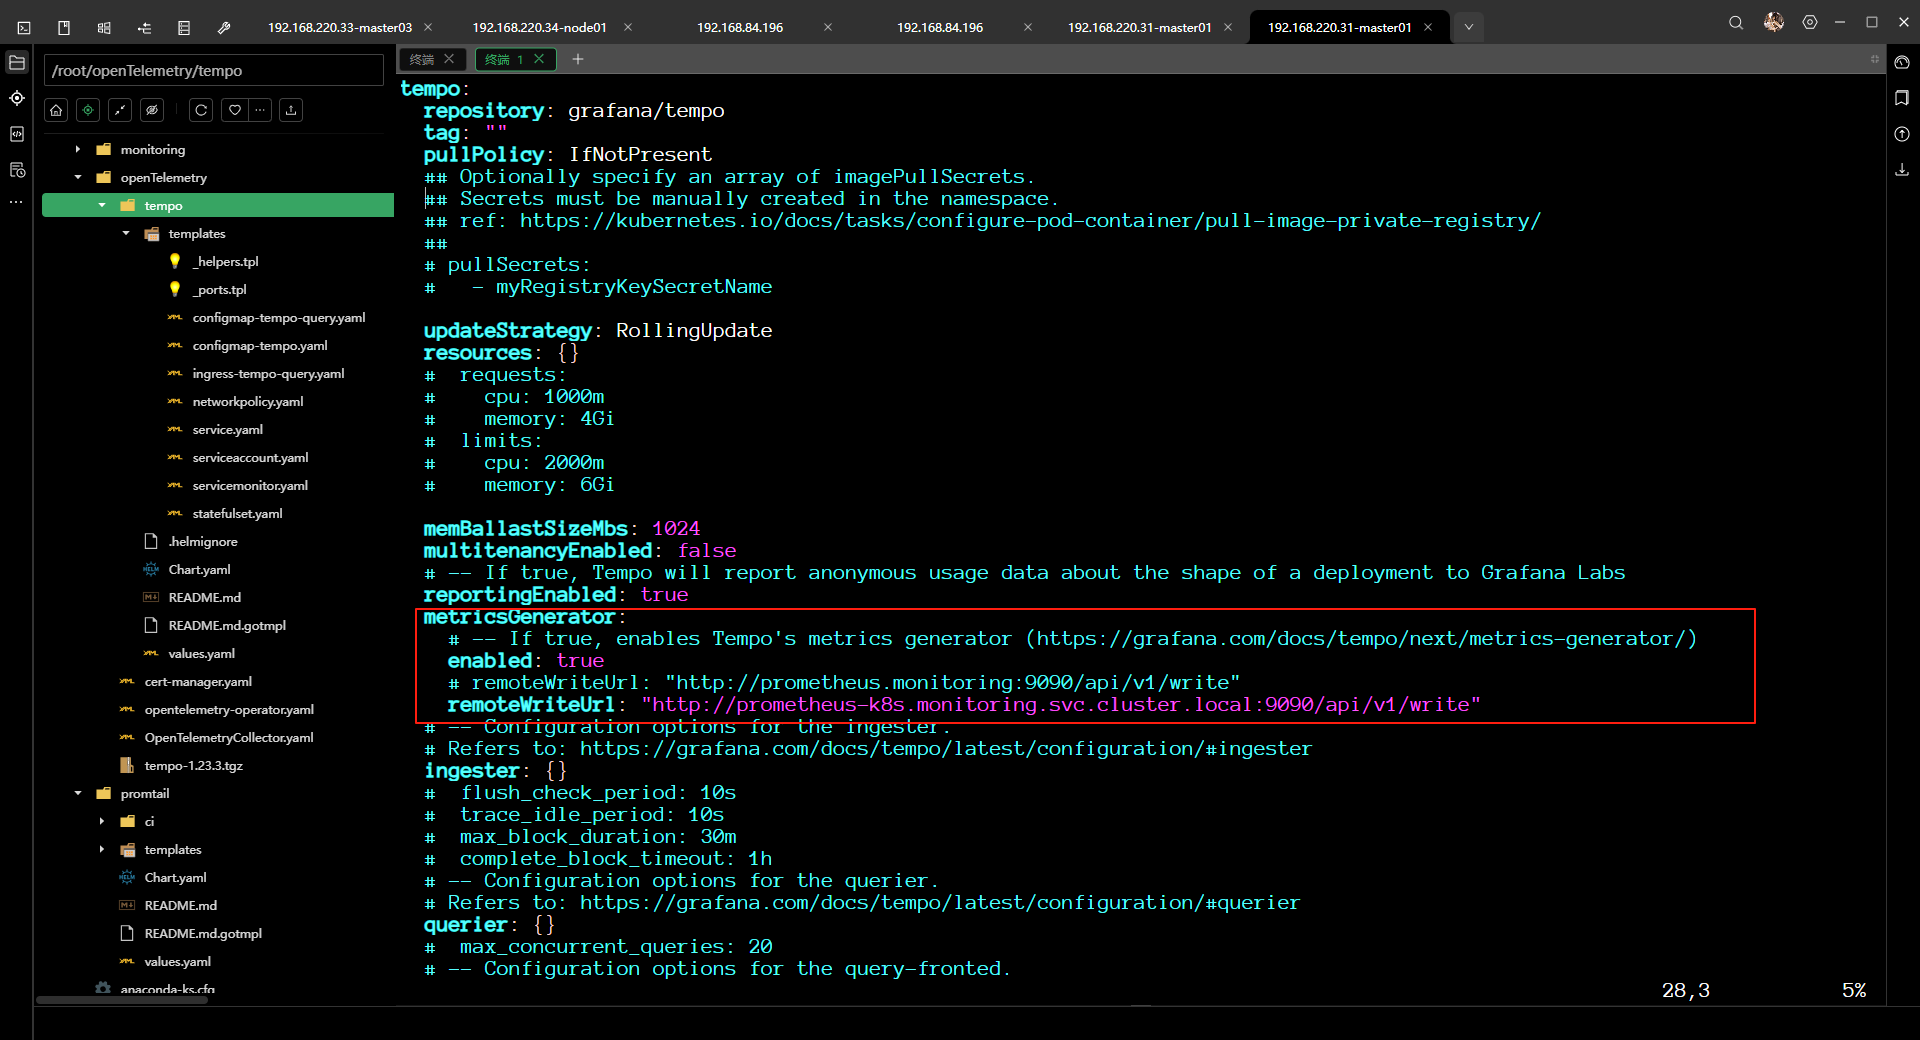 192.168.220.33-master03
192.168.220.34-node01
192.168.84.196
192.168.84.196
192.168.220.31-master01
192.168.220.31-master01
/root/openTelemetry/tempo
monitoring
openTelemetry
tempo
templates
_helpers.tpl
_ports.tpl
configmap-tempo-query.yaml
configmap-tempo.yaml
ingress-tempo-query.yaml
networkpolicy.yaml
service.yaml
serviceaccount.yaml
servicemonitor.yaml
statefulset.yaml
.helmignore
Chart.yaml
README.md
README.md.gotmpl
values.yaml
cert-manager.yaml
opentelemetry-operator.yaml
OpenTelemetryCollector.yaml
tempo-1.23.3.tgz
promtail
ci
templates
Chart.yaml
README.md
README.md.gotmpl
values.yaml
anaconda-ks.cfg
终端
终端 1
tempo:
  repository: grafana/tempo
  tag: ""
  pullPolicy: IfNotPresent
  ## Optionally specify an array of imagePullSecrets.
  ## Secrets must be manually created in the namespace.
  ## ref: https://kubernetes.io/docs/tasks/configure-pod-container/pull-image-private-registry/
  ##
  # pullSecrets:
  #   - myRegistryKeySecretName
  updateStrategy: RollingUpdate
  resources: {}
  #  requests:
  #    cpu: 1000m
  #    memory: 4Gi
  #  limits:
  #    cpu: 2000m
  #    memory: 6Gi
  memBallastSizeMbs: 1024
  multitenancyEnabled: false
  # -- If true, Tempo will report anonymous usage data about the shape of a deployment to Grafana Labs
  reportingEnabled: true
  metricsGenerator:
    # -- If true, enables Tempo's metrics generator (https://grafana.com/docs/tempo/next/metrics-generator/)
    enabled: true
    # remoteWriteUrl: "http://prometheus.monitoring:9090/api/v1/write"
    remoteWriteUrl: "http://prometheus-k8s.monitoring.svc.cluster.local:9090/api/v1/write"
  # -- Configuration options for the ingester.
  # Refers to: https://grafana.com/docs/tempo/latest/configuration/#ingester
  ingester: {}
  #  flush_check_period: 10s
  #  trace_idle_period: 10s
  #  max_block_duration: 30m
  #  complete_block_timeout: 1h
  # -- Configuration options for the querier.
  # Refers to: https://grafana.com/docs/tempo/latest/configuration/#querier
  querier: {}
  #  max_concurrent_queries: 20
  # -- Configuration options for the query-fronted.
28,3
5%